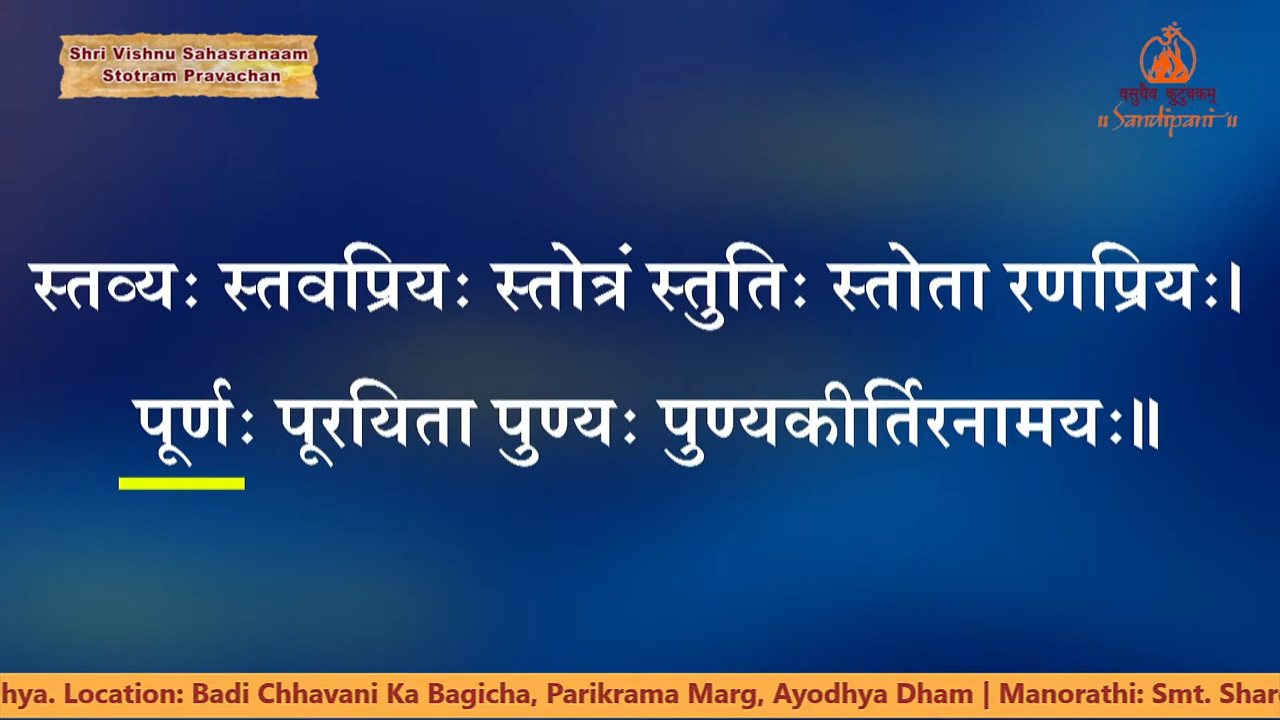 Shri Vishnu Sahasranaam
Stotram Pravachan
वसुधैव कुटुंबकम्
॥ Sandipani ॥
स्तव्यः स्तवप्रियः स्तोत्रं स्तुतिः स्तोता रणप्रियः।
पूर्णः पूरयिता पुण्यः पुण्यकीर्तिरनामयः॥
hya. Location: Badi Chhavani Ka Bagicha, Parikrama Marg, Ayodhya Dham | Manorathi: Smt. Shar